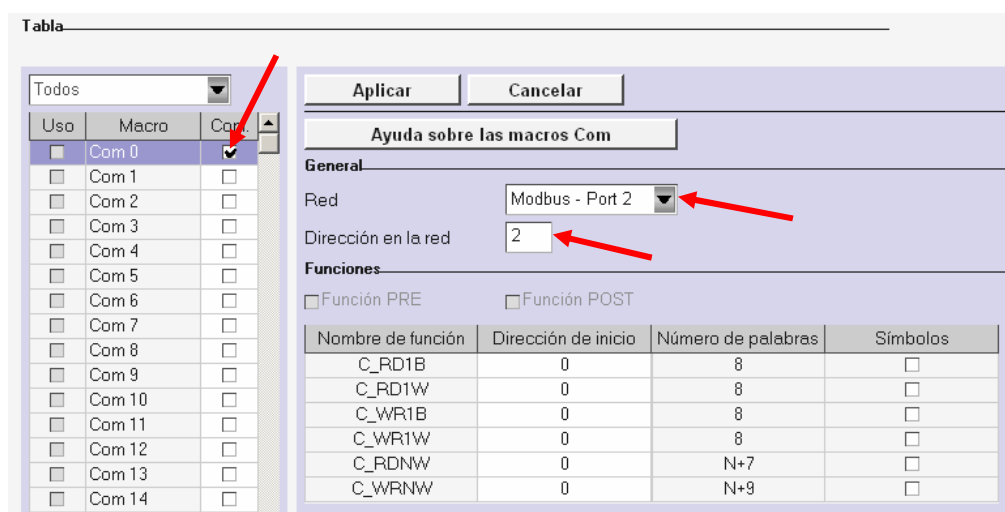 Tabla
Todos
Uso Macro Conf.
Com 0
Com 1
Com 2
Com 3
Com 4
Com 5
Com 6
Com 7
Com 8
Com 9
Com 10
Com 11
Com 12
Com 13
Com 14
Aplicar Cancelar
Ayuda sobre las macros Com
General
Red Modbus - Port 2
Dirección en la red 2
Funciones
Función PRE Función POST
Nombre de función Dirección de inicio Número de palabras Símbolos
C_RD1B 0 8
C_RD1W 0 8
C_WR1B 0 8
C_WR1W 0 8
C_RDNW 0 N+7
C_WRNW 0 N+9